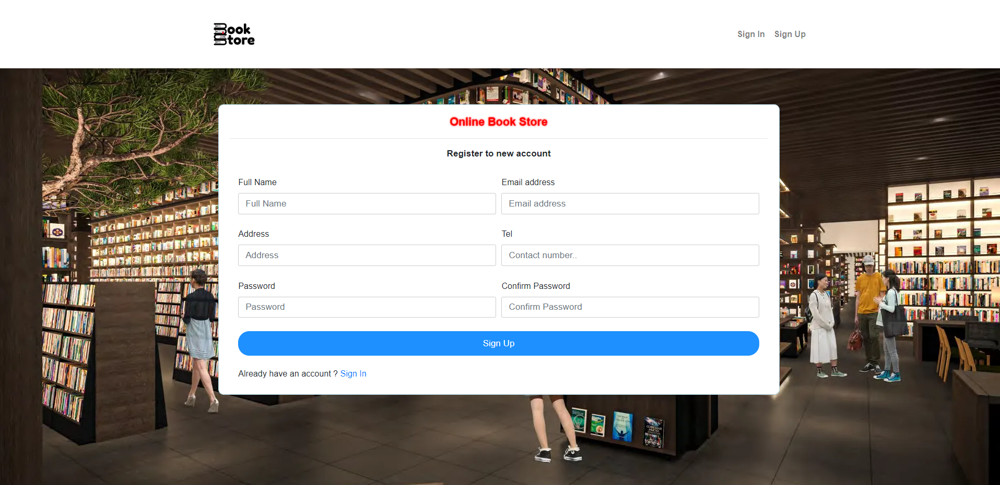 Book
Store
Sign In
Sign Up
Online Book Store
Register to new account
Full Name
Email address
Full Name
Email address
Address
Tel
Address
Contact number..
Password
Confirm Password
Password
Confirm Password
Sign Up
Already have an account ? Sign In